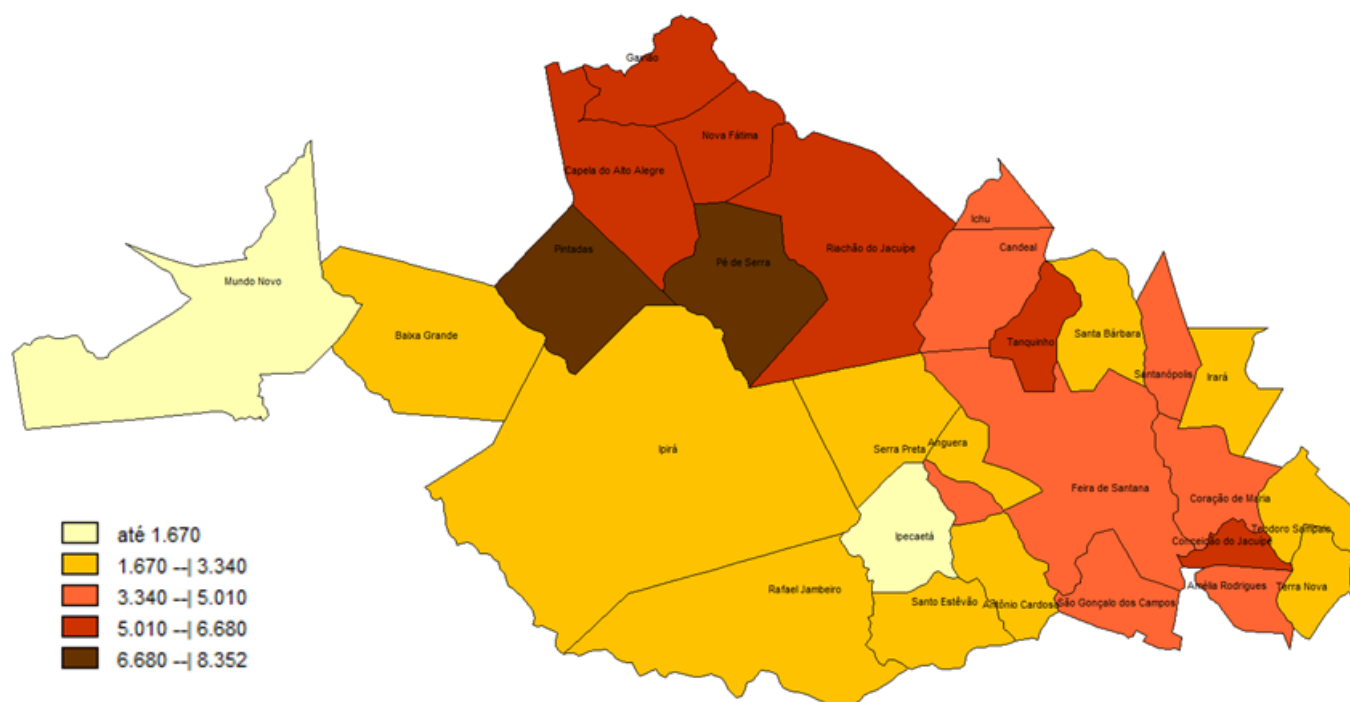 Gavião
Nova Fátima
Capela do Alto Alegre
Ichu
Riachão do Jacuípe
Candeal
Pintadas
Pé de Serra
Mundo Novo
Baixa Grande
Santa Bárbara
Tanquinho
Santanópolis
Irará
Anguera
Serra Preta
Ipirá
Feira de Santana
Coração de Maria
Teodoro Sampaio
Ipecaetá
Conceição do Jacuípe
Rafael Jambeiro
Amélia Rodrigues
Terra Nova
Santo Estêvão
Antônio Cardoso
São Gonçalo dos Campos
até 1.670
1.670 --| 3.340
3.340 --| 5.010
5.010 --| 6.680
6.680 --| 8.352